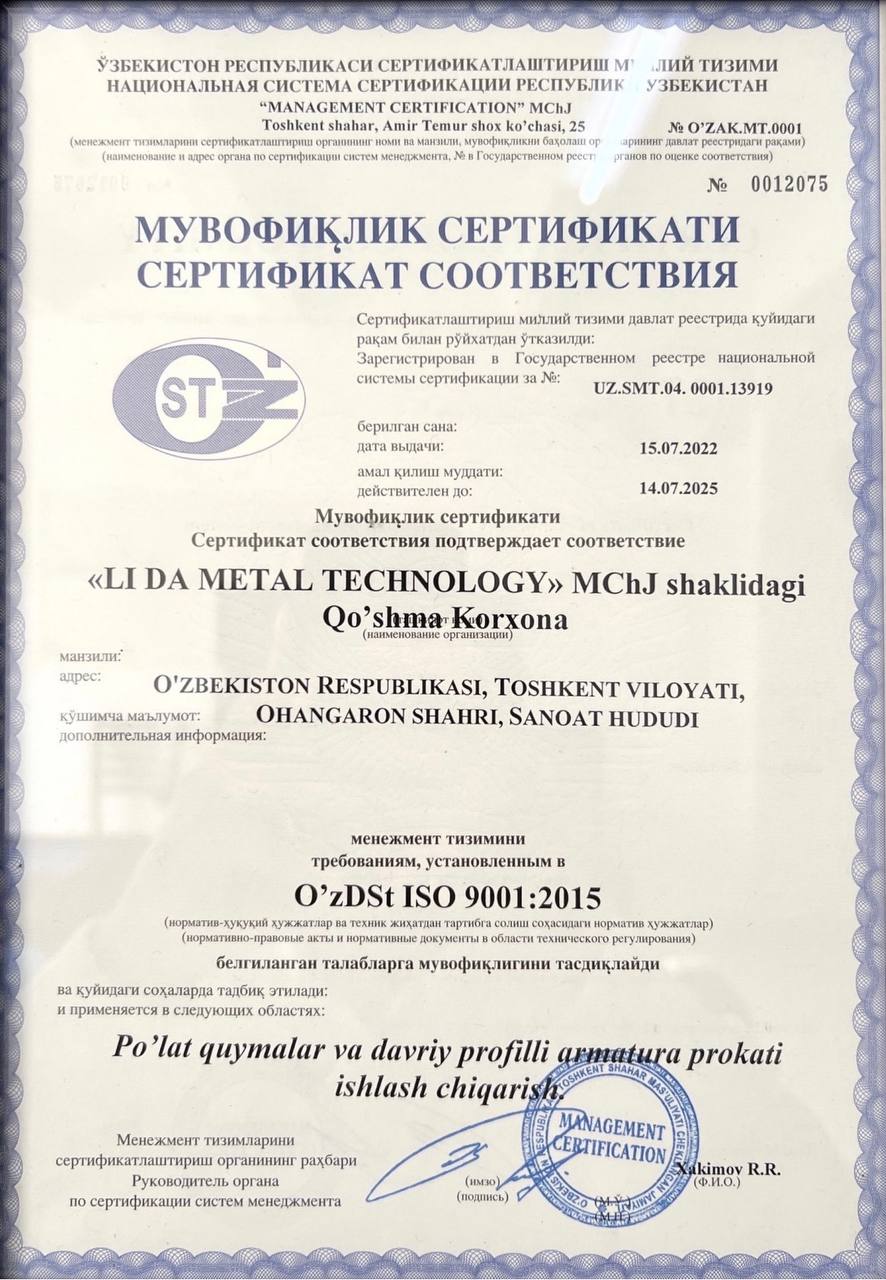 ЎЗБЕКИСТОН РЕСПУБЛИКАСИ СЕРТИФИКАТЛАШТИРИШ МИЛЛИЙ ТИЗИМИ
НАЦИОНАЛЬНАЯ СИСТЕМА СЕРТИФИКАЦИИ РЕСПУБЛИКИ УЗБЕКИСТАН
“MANAGEMENT CERTIFICATION” MChJ
Toshkent shahar, Amir Temur shox ko’chasi, 25 № O’ZAK.MT.0001
(менежмент тизимларини сертификатлаштириш органининг номи ва манзили, мувофиқликни баҳолаш органларининг давлат реестридаги рақами)
(наименование и адрес органа по сертификации систем менеджмента, № в Государственном реестре органов по оценке соответствия)
№ 0012075
МУВОФИҚЛИК СЕРТИФИКАТИ
СЕРТИФИКАТ СООТВЕТСТВИЯ
Сертификатлаштириш миллий тизими давлат реестрида қуйидаги
рақам билан рўйхатдан ўтказилди:
Зарегистрирован в Государственном реестре национальной
системы сертификации за №: UZ.SMT.04. 0001.13919
ST
берилган сана:
дата выдачи: 15.07.2022
амал қилиш муддати:
действителен до: 14.07.2025
Мувофиқлик сертификати
Сертификат соответствия подтверждает соответствие
«LI DA METAL TECHNOLOGY» MChJ shaklidagi
Qo’shma Korxona
(наименование организации)
манзили:
адрес:
O'ZBEKISTON RESPUBLIKASI, TOSHKENT VILOYATI,
қўшимча маълумот: OHANGARON SHAHRI, SANOAT HUDUDI
дополнительная информация:
менежмент тизимини
требованиям, установленным в
O’zDSt ISO 9001:2015
(норматив-ҳуқуқий ҳужжатлар ва техник жиҳатдан тартибга солиш соҳасидаги норматив ҳужжатлар)
(нормативно-правовые акты и нормативные документы в области технического регулирования)
белгиланган талабларга мувофиқлигини тасдиқлайди
ва қуйидаги соҳаларда тадбиқ этилади:
и применяется в следующих областях:
Po’lat quymalar va davriy profilli armatura prokati
ishlash chiqarish.
Менежмент тизимларини
сертификатлаштириш органининг раҳбари
Руководитель органа
по сертификации систем менеджмента
(имзо)
(подпись)
MANAGEMENT
CERTIFICATION
O'ZBEKISTON RESPUBLIKASI TOSHKENT SHAHAR MAS'ULIYATI CHEKLANGAN JAMIYATI
Xakimov R.R.
(Ф.И.О.)
(М.Ў.)
(М.П.)